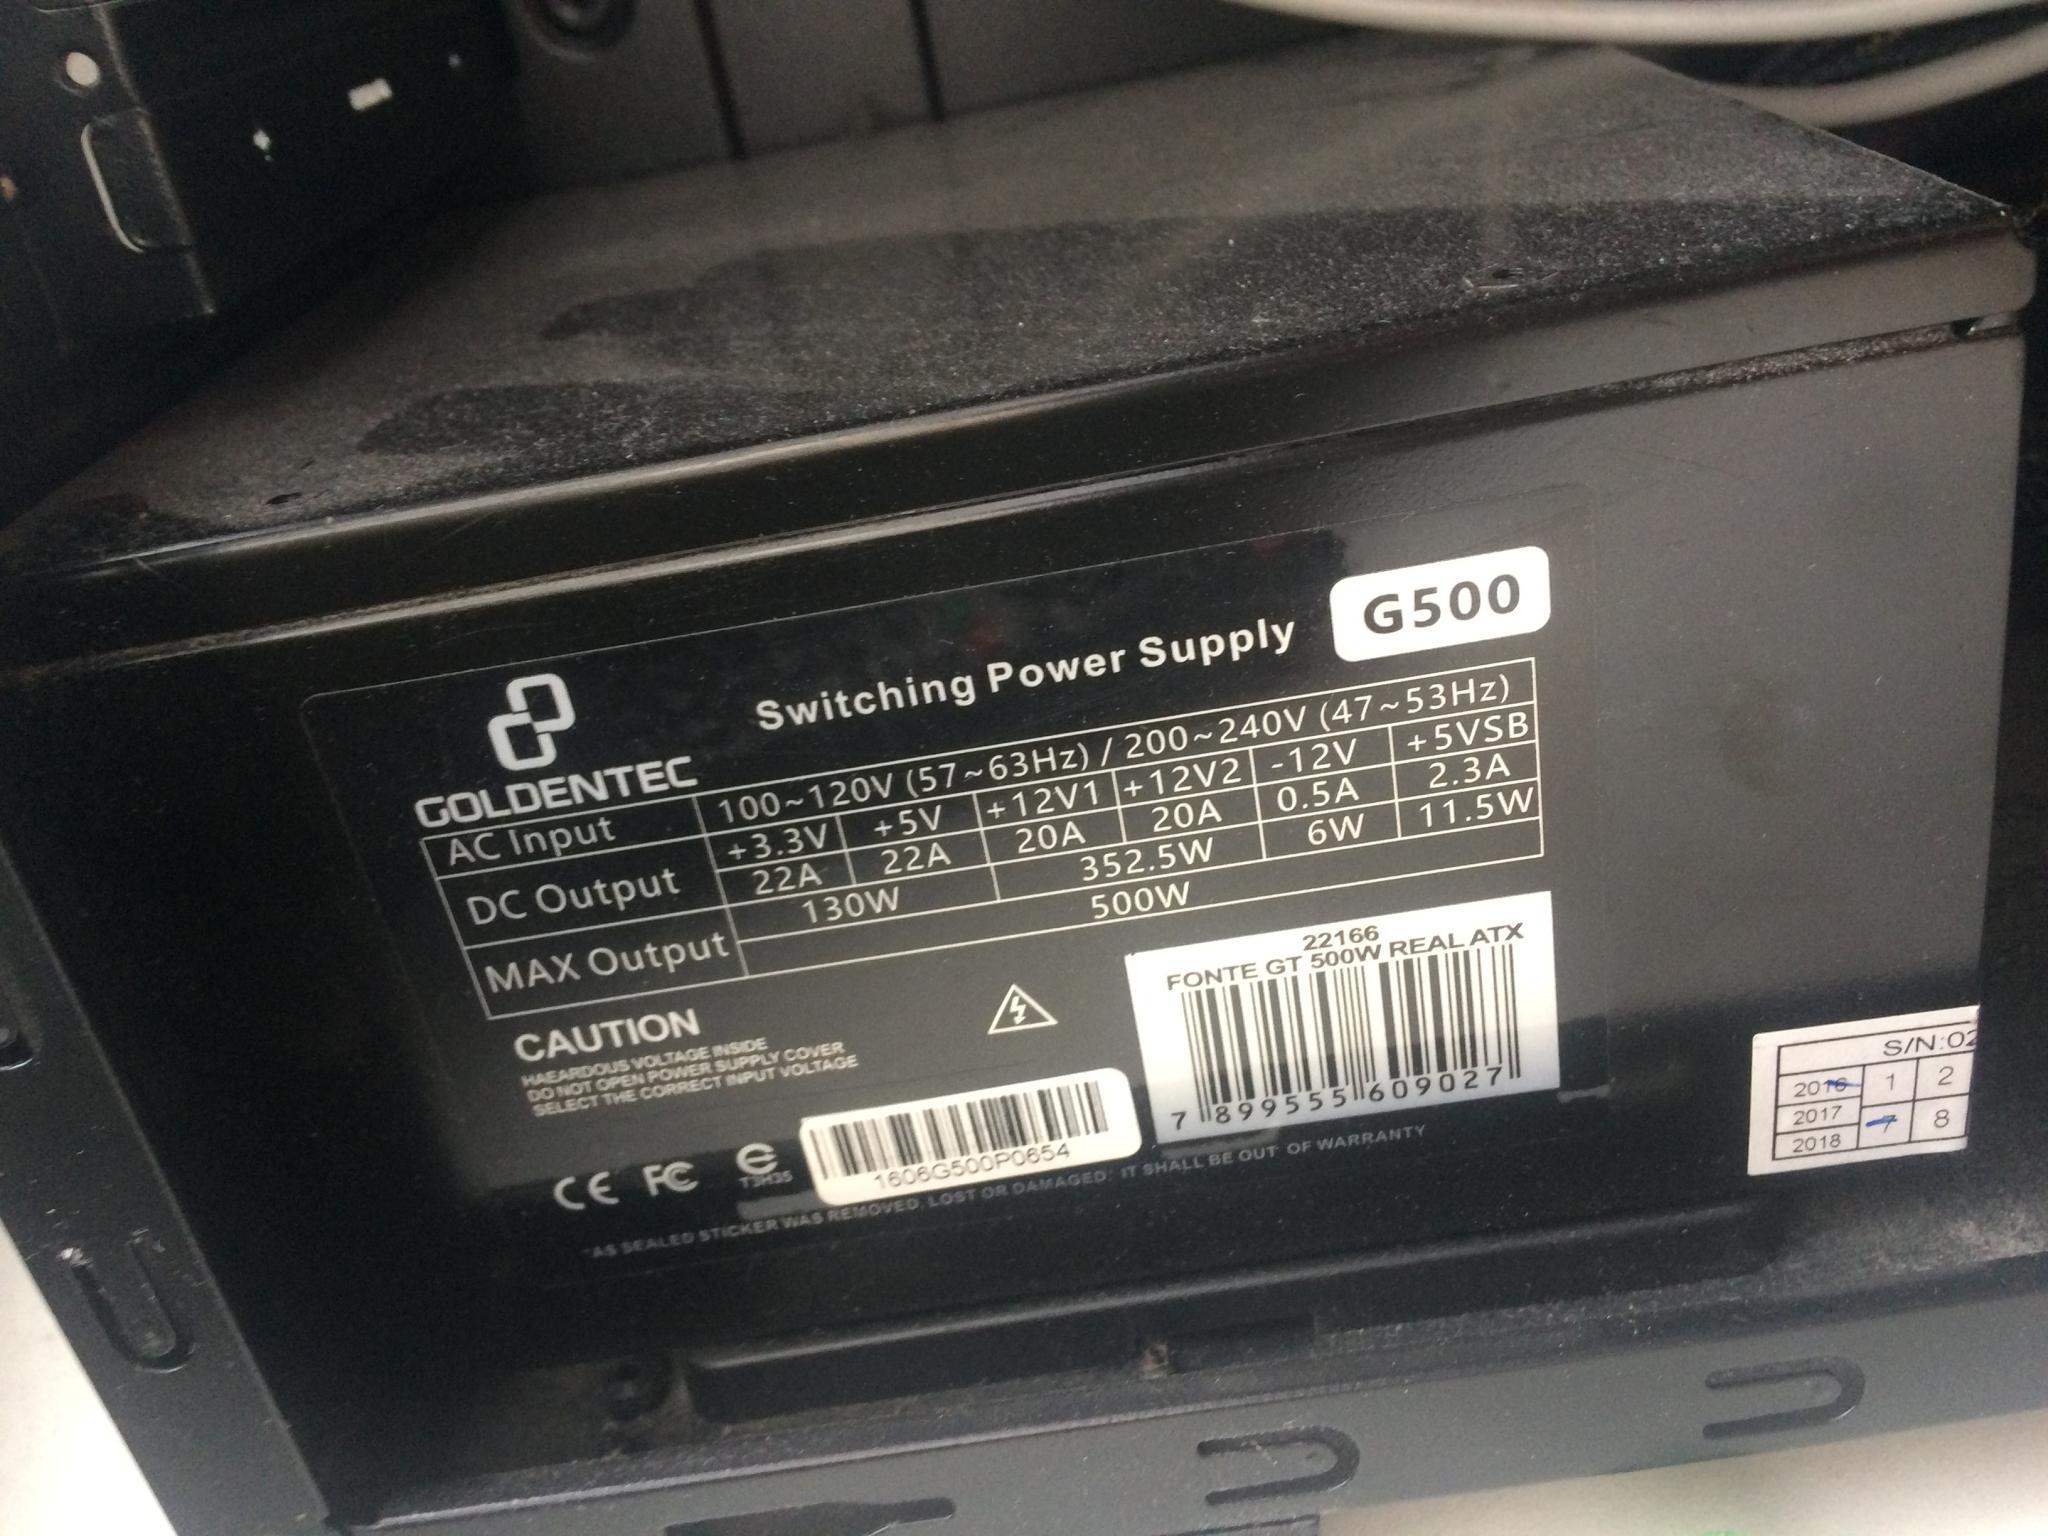 GOLDENTEC
Switching Power Supply
G500
AC Input 100~120V (57~63Hz) / 200~240V (47~53Hz)
DC Output +3.3V +5V +12V1 +12V2 -12V +5VSB
22A 22A 20A 20A 0.5A 2.3A
MAX Output 130W 352.5W 6W 11.5W
500W
CAUTION
HAEARDOUS VOLTAGE INSIDE
DO NOT OPEN POWER SUPPLY COVER
SELECT THE CORRECT INPUT VOLTAGE
22166
FONTE GT 500W REAL ATX
7 899555 609027
CE FC e
T3H35
1606G500P0654
*AS SEALED STICKER WAS REMOVED, LOST OR DAMAGED: IT SHALL BE OUT OF WARRANTY
S/N:02
2016 1 2
2017
2018 7 8